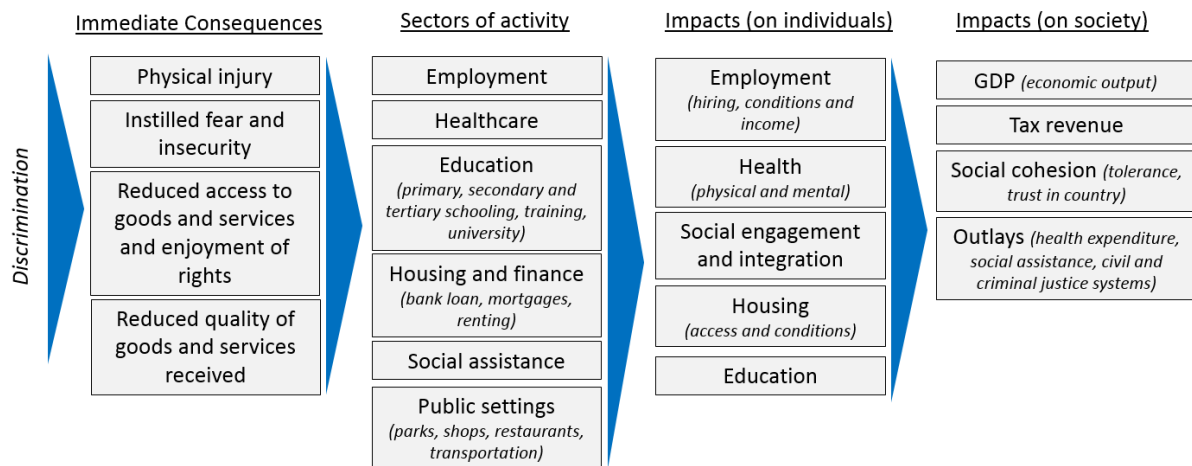 Discrimination
Immediate Consequences
Physical injury
Instilled fear and
insecurity
Reduced access to
goods and services
and enjoyment of
rights
Reduced quality of
goods and services
received
Sectors of activity
Employment
Healthcare
Education
(primary, secondary and
tertiary schooling, training,
university)
Housing and finance
(bank loan, mortgages,
renting)
Social assistance
Public settings
(parks, shops, restaurants,
transportation)
Impacts (on individuals)
Employment
(hiring, conditions and
income)
Health
(physical and mental)
Social engagement
and integration
Housing
(access and conditions)
Education
Impacts (on society)
GDP (economic output)
Tax revenue
Social cohesion (tolerance,
trust in country)
Outlays (health expenditure,
social assistance, civil and
criminal justice systems)